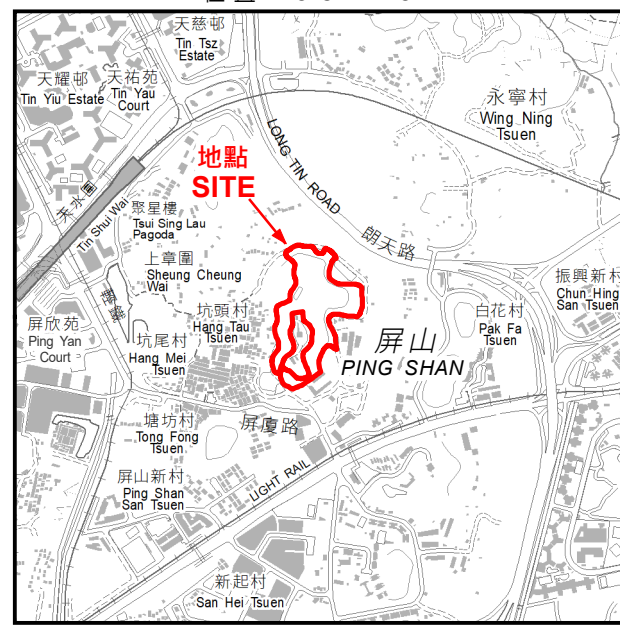 天慈邨
Tin Tsz
Estate
天耀邨
Tin Yiu Estate
天祐苑
Tin Yau
Court
永寧村
Wing Ning
Tsuen
LONG TIN ROAD
朗天路
地點
SITE
天水圍
Tin Shui Wai
聚星樓
Tsui Sing Lau
Pagoda
上章圍
Sheung Cheung
Wai
坑頭村
Hang Tau
Tsuen
坑尾村
Hang Mei
Tsuen
屏欣苑
Ping Yan
Court
屏山
PING SHAN
白花村
Pak Fa
Tsuen
振興新村
Chun Hing
San Tsuen
塘坊村
Tong Fong
Tsuen
屏廈路
屏山新村
Ping Shan
San Tsuen
LIGHT RAIL
新起村
San Hei Tsuen